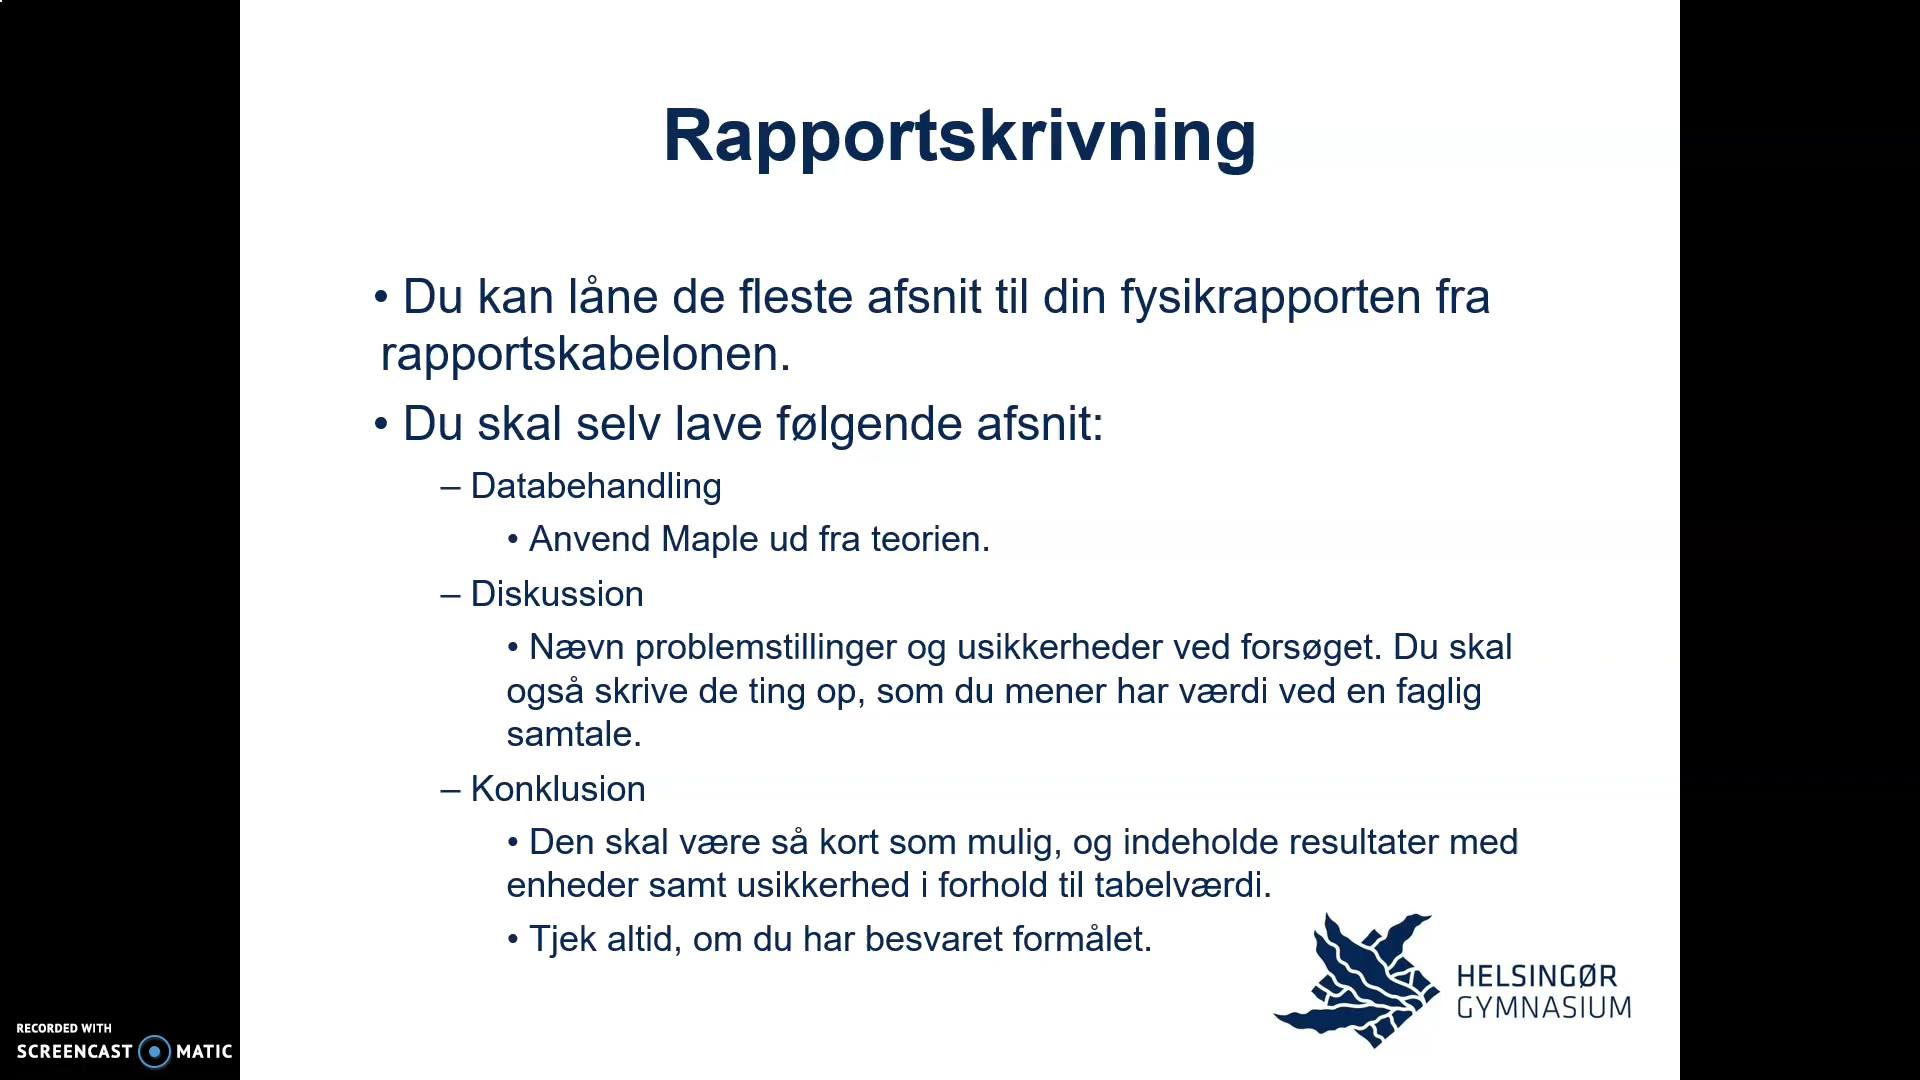 Rapportskrivning
• Du kan låne de fleste afsnit til din fysikrapporten fra
rapportskabelonen.
• Du skal selv lave følgende afsnit:
– Databehandling
• Anvend Maple ud fra teorien.
– Diskussion
• Nævn problemstillinger og usikkerheder ved forsøget. Du skal
også skrive de ting op, som du mener har værdi ved en faglig
samtale.
– Konklusion
• Den skal være så kort som mulig, og indeholde resultater med
enheder samt usikkerhed i forhold til tabelværdi.
• Tjek altid, om du har besvaret formålet.
HELSINGØR
GYMNASIUM
RECORDED WITH
SCREENCAST MATIC